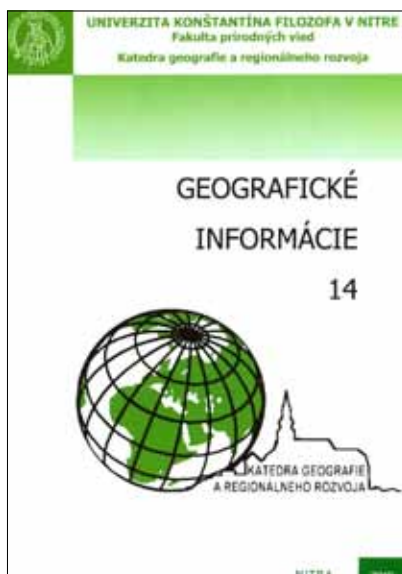 UNIVERZITA KONŠTANTÍNA FILOZOFA V NITRE
Fakulta prírodných vied
Katedra geografie a regionálneho rozvoja
GEOGRAFICKÉ
INFORMÁCIE
14
KATEDRA GEOGRAFIE
A REGIONÁLNEHO ROZVOJA
NITRA